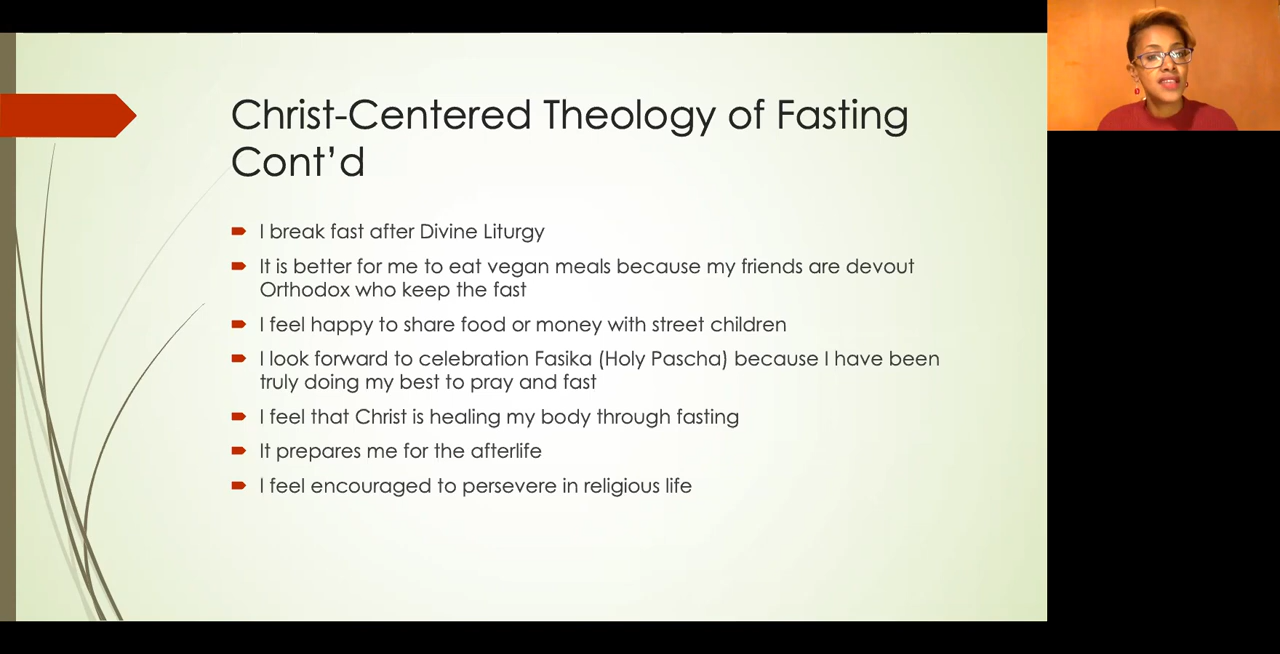 Christ-Centered Theology of Fasting
Cont’d
I break fast after Divine Liturgy
It is better for me to eat vegan meals because my friends are devout
Orthodox who keep the fast
I feel happy to share food or money with street children
I look forward to celebration Fasika (Holy Pascha) because I have been
truly doing my best to pray and fast
I feel that Christ is healing my body through fasting
It prepares me for the afterlife
I feel encouraged to persevere in religious life